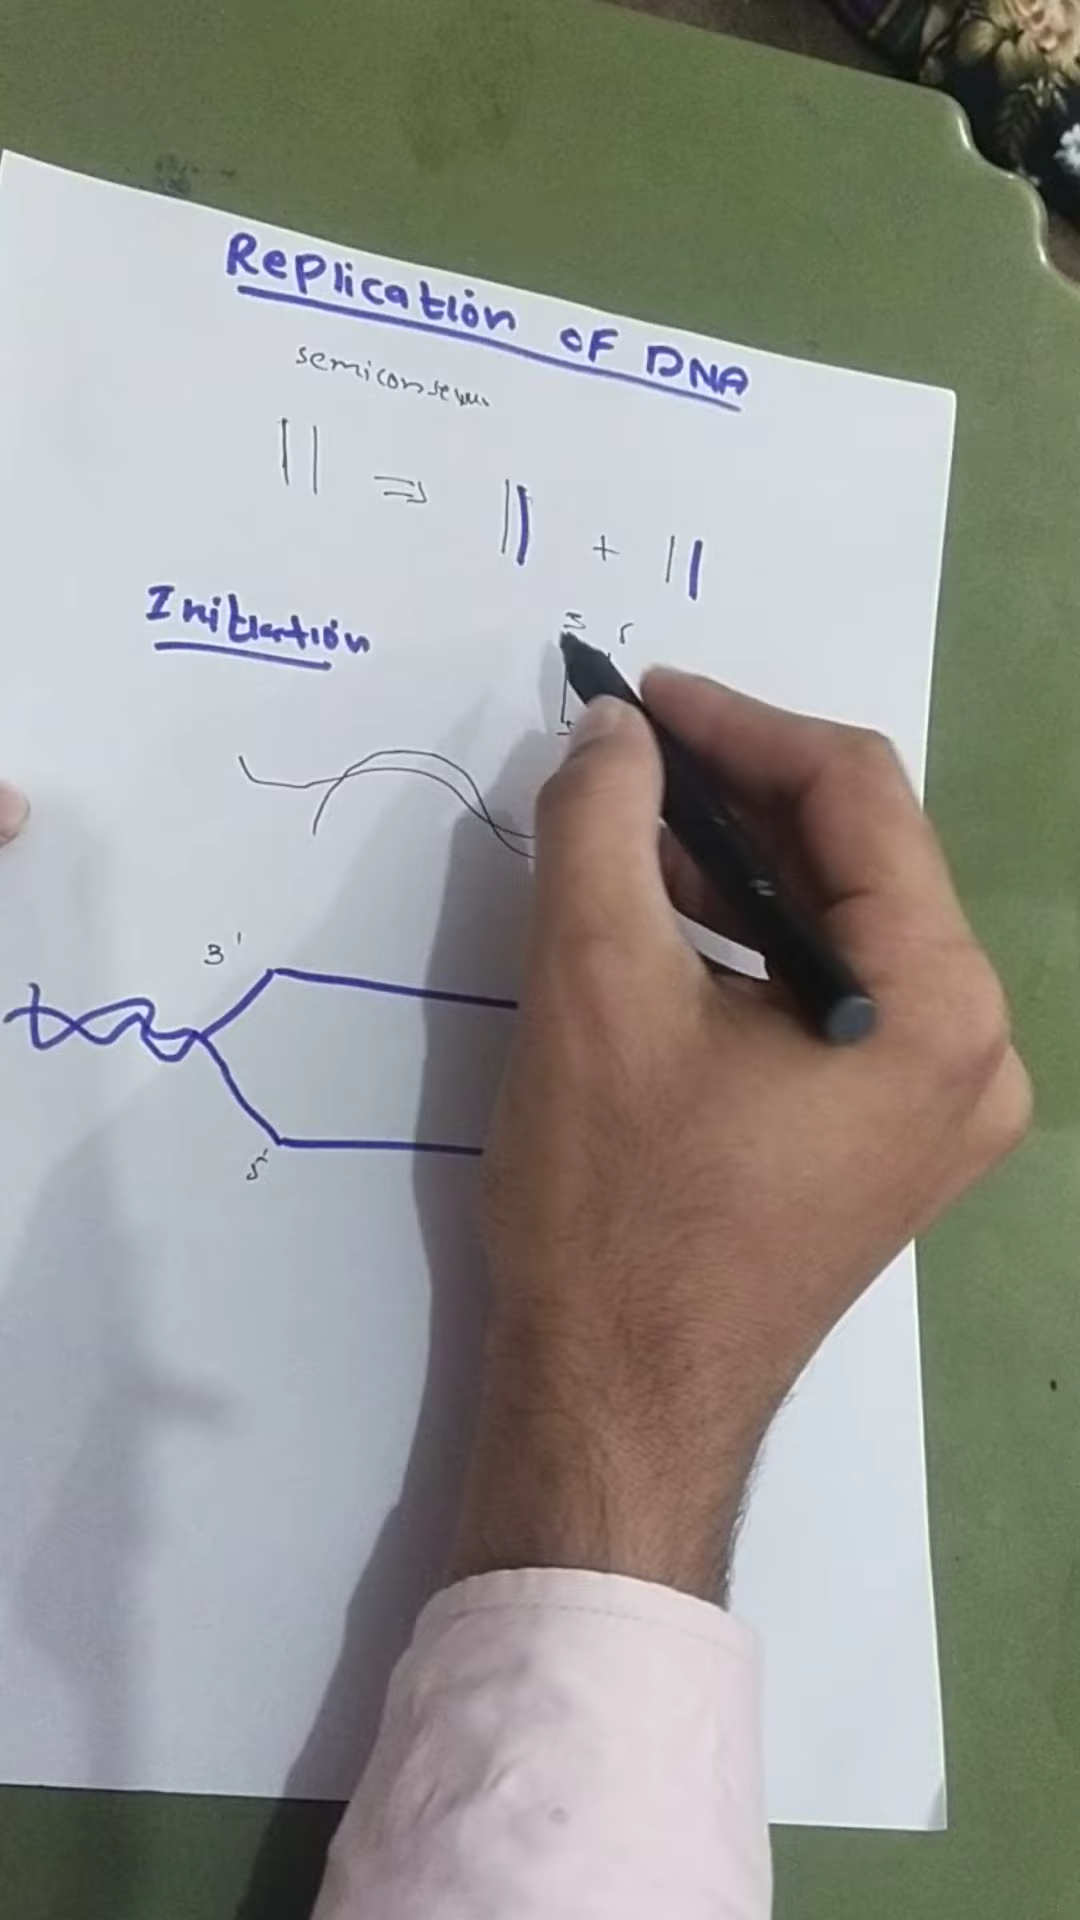 Replication of DNA
||  ⇒  ||  +  ||
Initiation
3'
5'